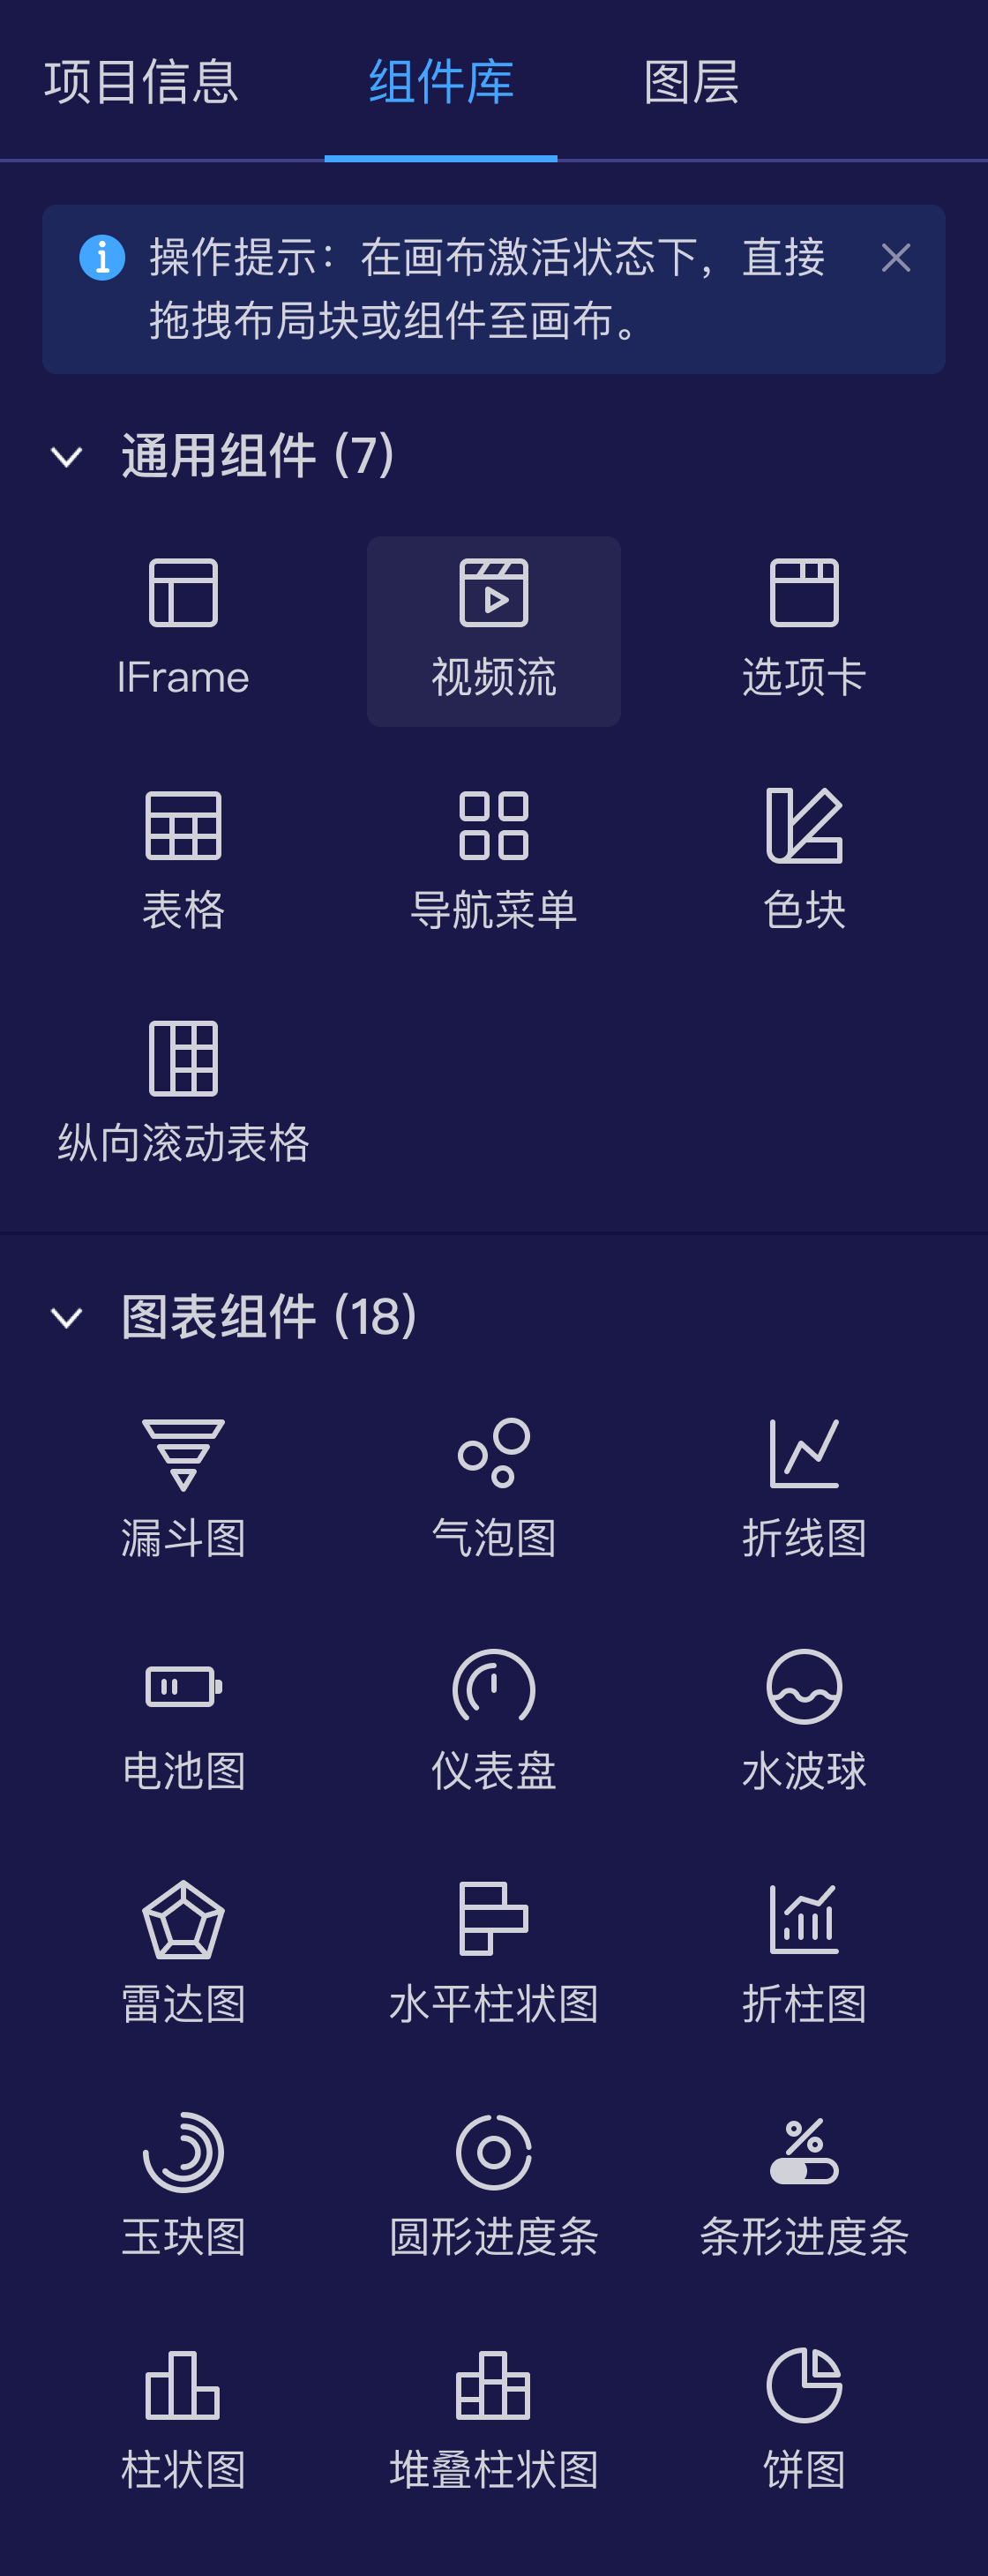 项目信息 组件库 图层
操作提示：在画布激活状态下，直接
拖拽布局块或组件至画布。
通用组件 (7)
IFrame 视频流 选项卡
表格 导航菜单 色块
纵向滚动表格
图表组件 (18)
漏斗图 气泡图 折线图
电池图 仪表盘 水波球
雷达图 水平柱状图 折柱图
玉玦图 圆形进度条 条形进度条
柱状图 堆叠柱状图 饼图